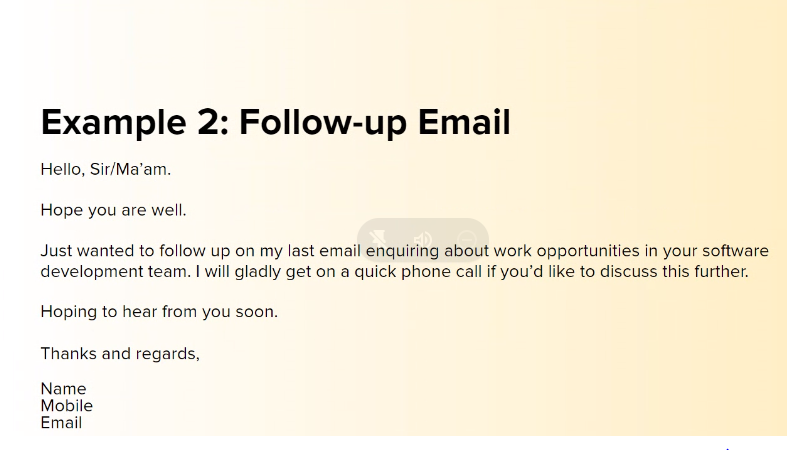 Example 2: Follow-up Email
Hello, Sir/Ma’am.
Hope you are well.
Just wanted to follow up on my last email enquiring about work opportunities in your software
development team. I will gladly get on a quick phone call if you’d like to discuss this further.
Hoping to hear from you soon.
Thanks and regards,
Name
Mobile
Email